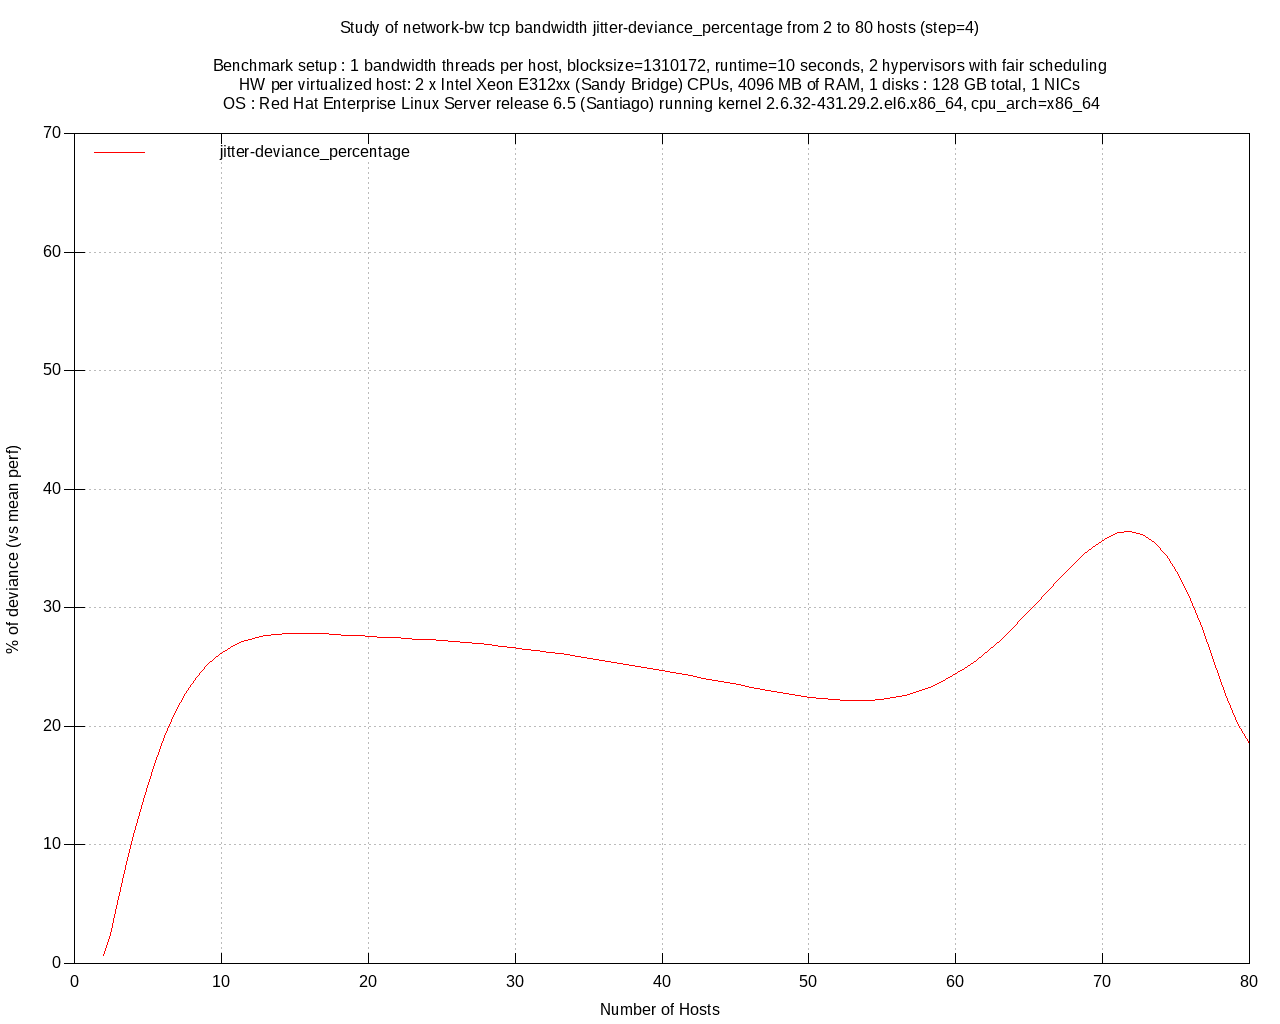 Study of network-bw tcp bandwidth jitter-deviance_percentage from 2 to 80 hosts (step=4)
Benchmark setup : 1 bandwidth threads per host, blocksize=1310172, runtime=10 seconds, 2 hypervisors with fair scheduling
HW per virtualized host: 2 x Intel Xeon E312xx (Sandy Bridge) CPUs, 4096 MB of RAM, 1 disks : 128 GB total, 1 NICs
OS : Red Hat Enterprise Linux Server release 6.5 (Santiago) running kernel 2.6.32-431.29.2.el6.x86_64, cpu_arch=x86_64
jitter-deviance_percentage
70
60
50
40
30
20
10
0
% of deviance (vs mean perf)
0 10 20 30 40 50 60 70 80
Number of Hosts